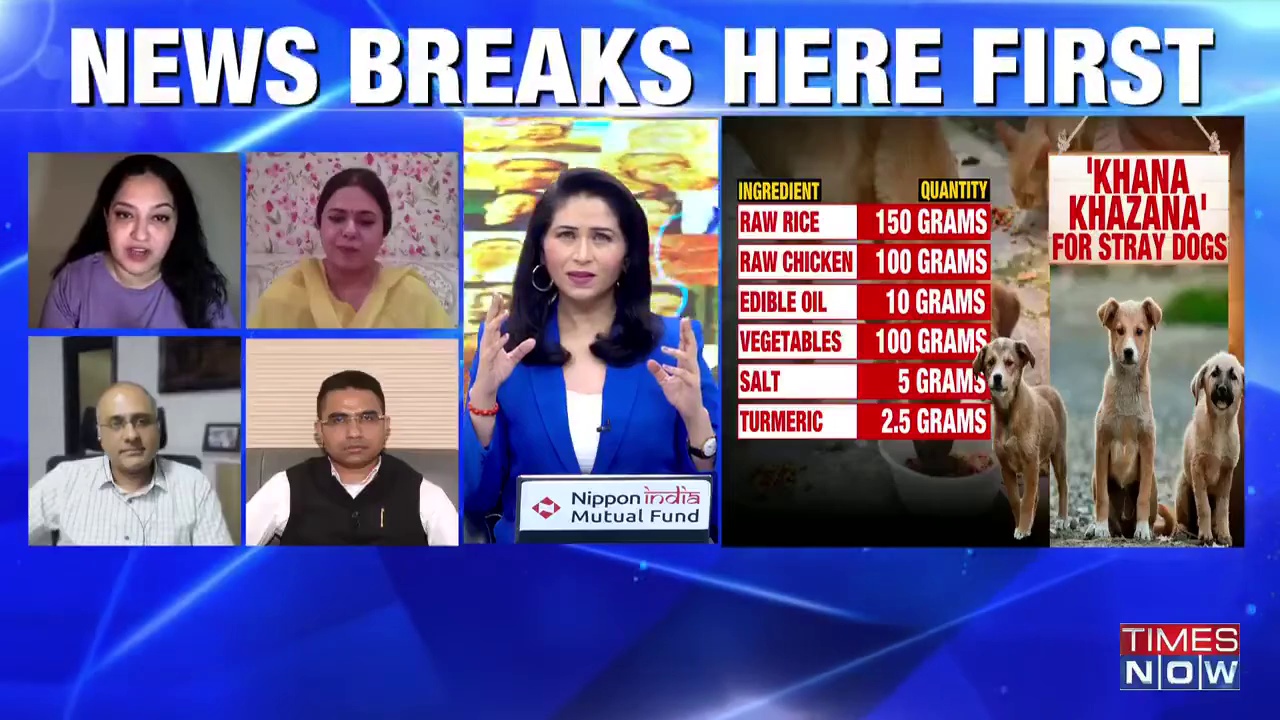 NEWS BREAKS HERE FIRST
INGREDIENT QUANTITY
RAW RICE 150 GRAMS
RAW CHICKEN 100 GRAMS
EDIBLE OIL 10 GRAMS
VEGETABLES 100 GRAMS
SALT 5 GRAMS
TURMERIC 2.5 GRAMS
'KHANA
KHAZANA'
FOR STRAY DOGS
Nippon india
Mutual Fund
TIMES
NOW